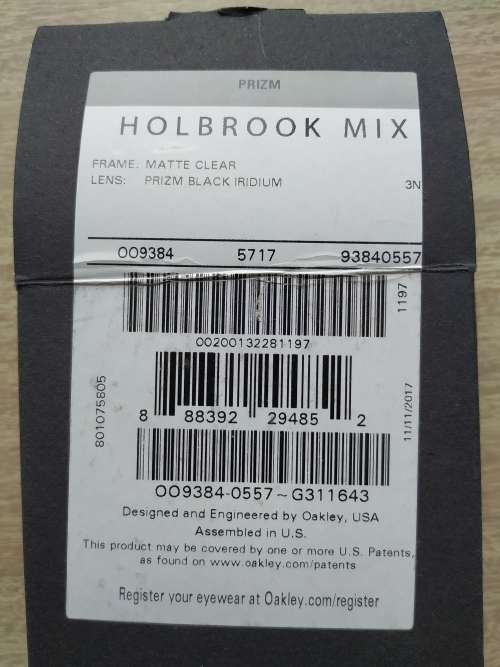 PRIZM
HOLBROOK MIX
FRAME: MATTE CLEAR
LENS: PRIZM BLACK IRIDIUM
3N
OO9384 5717 93840557
1197
00200132281197
801075805
11/11/2017
8 88392 29485 2
OO9384-0557~G311643
Designed and Engineered by Oakley, USA
Assembled in U.S.
This product may be covered by one or more U.S. Patents,
as found on www.oakley.com/patents
Register your eyewear at Oakley.com/register